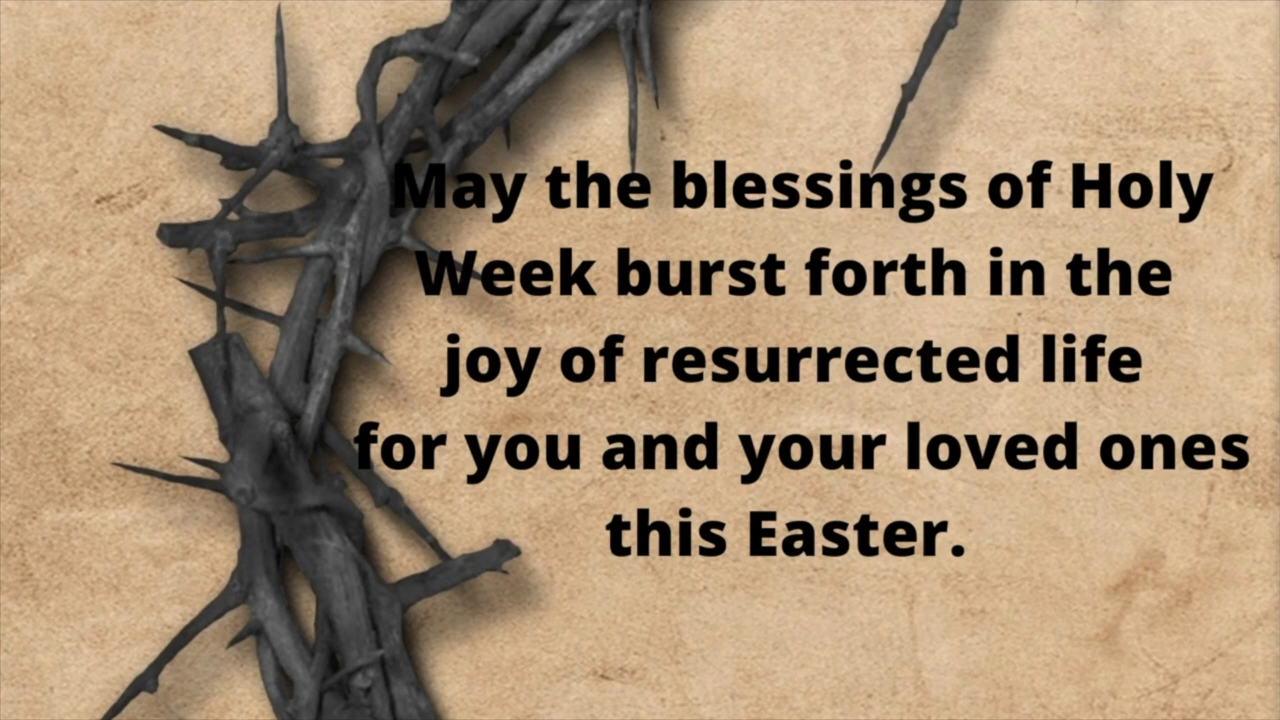 May the blessings of Holy
Week burst forth in the
joy of resurrected life
for you and your loved ones
this Easter.